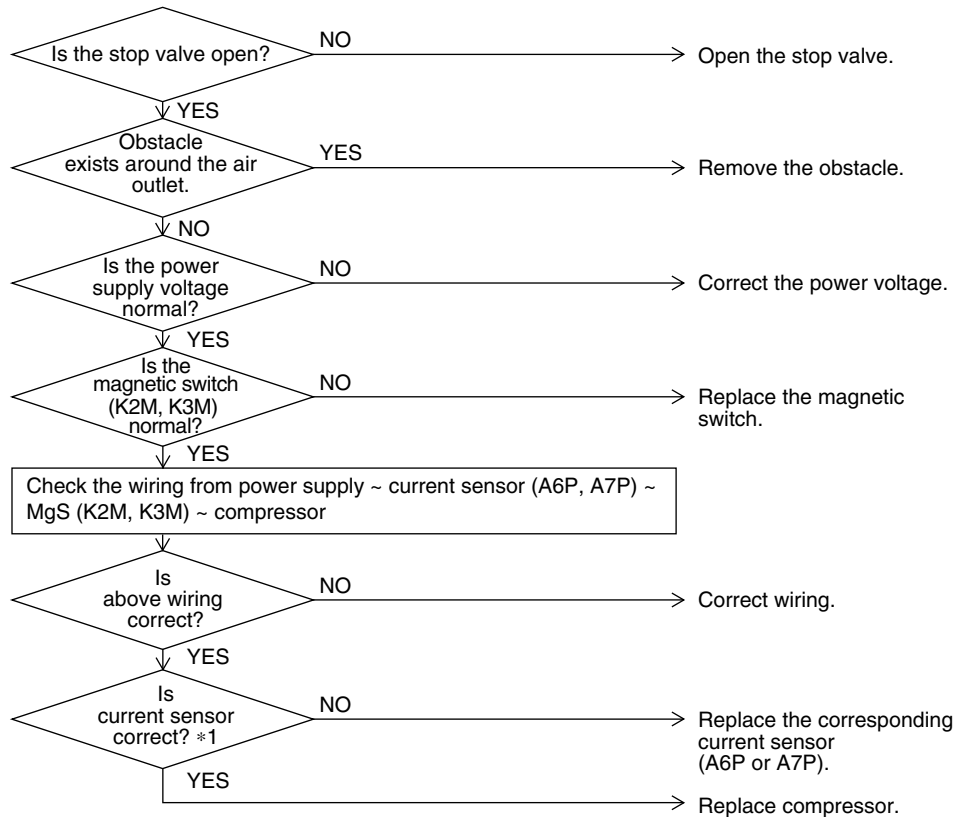 Is the stop valve open?
NO
Open the stop valve.
YES
Obstacle
exists around the air
outlet.
YES
Remove the obstacle.
NO
Is the power
supply voltage
normal?
NO
Correct the power voltage.
YES
Is the
magnetic switch
(K2M, K3M)
normal?
NO
Replace the magnetic
switch.
YES
Check the wiring from power supply ~ current sensor (A6P, A7P) ~
MgS (K2M, K3M) ~ compressor
Is
above wiring
correct?
NO
Correct wiring.
YES
Is
current sensor
correct? *1
NO
Replace the corresponding
current sensor
(A6P or A7P).
YES
Replace compressor.